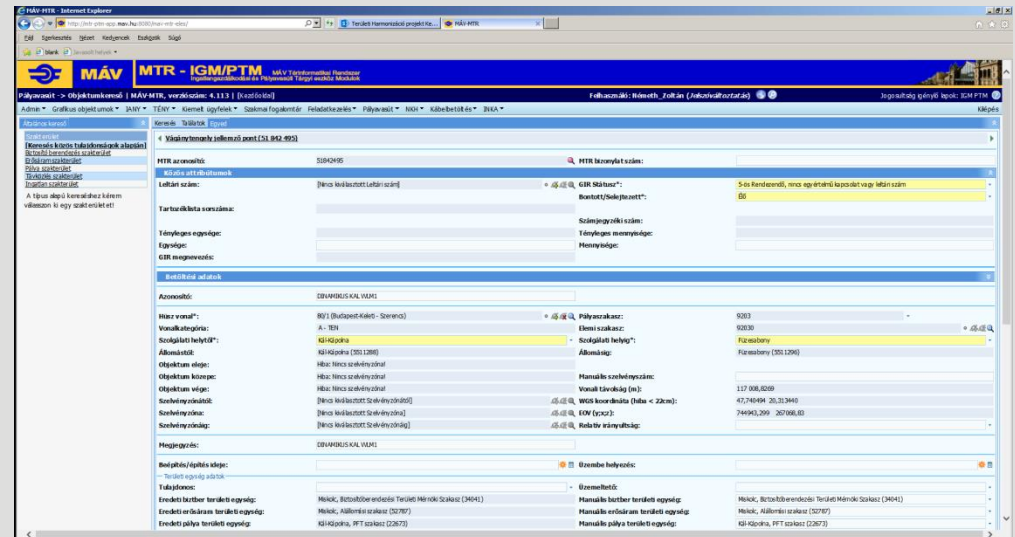 MÁV-MTR - Internet Explorer
http://mtr-ptm-app.mav.hu:8080/mav-mtr-eles/
Területi Harmonizáció projekt Ke...
MÁV-MTR
Fájl Szerkesztés Nézet Kedvencek Eszközök Súgó
blank Javasolt helyek
MÁV
MTR - IGM/PTM MÁV Térinformatikai Rendszer
Ingatlangazdálkodási és Pályavasúti Tárgyi eszköz Modulok
Pályavasút -> Objektumkereső | MÁV-MTR, verziószám: 4.113 | [Kezdőoldal]
Felhasználó: Németh_Zoltán (Jelszóváltoztatás)
Jogosultság igénylő lapok: IGM PTM
Admin Grafikus objektumok IANY TÉNY Kiemelt ügyfelek Szakmai fogalomtár Feladatkezelés Pályavasút NKH Kábelbetöltés INKA Kilépés
Általános kereső
Keresés Találatok Egyed
Szakterület
[Keresés közös tulajdonságok alapján]
Biztosító berendezés szakterület
Erősáram szakterület
Pálya szakterület
Távközlés szakterület
Ingatlan szakterület
A típus alapú kereséshez kérem válasszon ki egy szakterületet!
Vágánytengely jellemző pont [51 842 495]
MTR azonosító: 51842495 MTR bizonylatszám:
Közös attribútumok
Leltári szám: [Nincs kiválasztott Leltári szám] GIR Státusz*: 5-ös Rendezendő, nincs egyértelmű kapcsolat vagy leltári szám
Bontott/Selejtezett*: Élő
Tartozéklista sorszáma:
Számjegyzéki szám:
Tényleges egysége: Tényleges mennyisége:
Egysége: Mennyisége:
GIR megnevezés:
Betöltési adatok
Azonosító: DINAMIKUS KAL WLM1
Húsz vonal*: 80/1 (Budapest-Keleti - Szerencs) Pályaszakasz: 9203
Vonalkategória: A - TEN Elemi szakasz: 92030
Szolgálati helytől*: Kál-Kápolna Szolgálati helyig*: Füzesabony
Állomástól: Kál-Kápolna (5511288) Állomásig: Füzesabony (5511296)
Objektum eleje: Hiba: Nincs szelvényzóna!
Objektum közepe: Hiba: Nincs szelvényzóna! Manuális szelvényszám:
Objektum vége: Hiba: Nincs szelvényzóna! Vonali távolság (m): 117 008,8269
Szelvényzónától: [Nincs kiválasztott Szelvényzónától] WGS koordináta (hiba < 22cm): 47,740494 20,313440
Szelvényzóna: [Nincs kiválasztott Szelvényzóna] EOV (y;x;z): 744943,299 267068,83
Szelvényzónáig: [Nincs kiválasztott Szelvényzónáig] Relatív irányultság:
Megjegyzés: DINAMIKUS KAL WLM1
Beépítés/építés ideje: Üzembe helyezés:
Területi egység adatok
Tulajdonos: Üzemeltető:
Eredeti biztber területi egység: Miskolc, Biztosítóberendezési Területi Mérnöki Szakasz (34041) Manuális biztber területi egység: Miskolc, Biztosítóberendezési Területi Mérnöki Szakasz (34041)
Eredeti erősáram területi egység: Miskolc, Alállomási szakasz (52787) Manuális erősáram területi egység: Miskolc, Alállomási szakasz (52787)
Eredeti pálya területi egység: Kál-Kápolna, PFT szakasz (22673) Manuális pálya területi egység: Kál-Kápolna, PFT szakasz (22673)